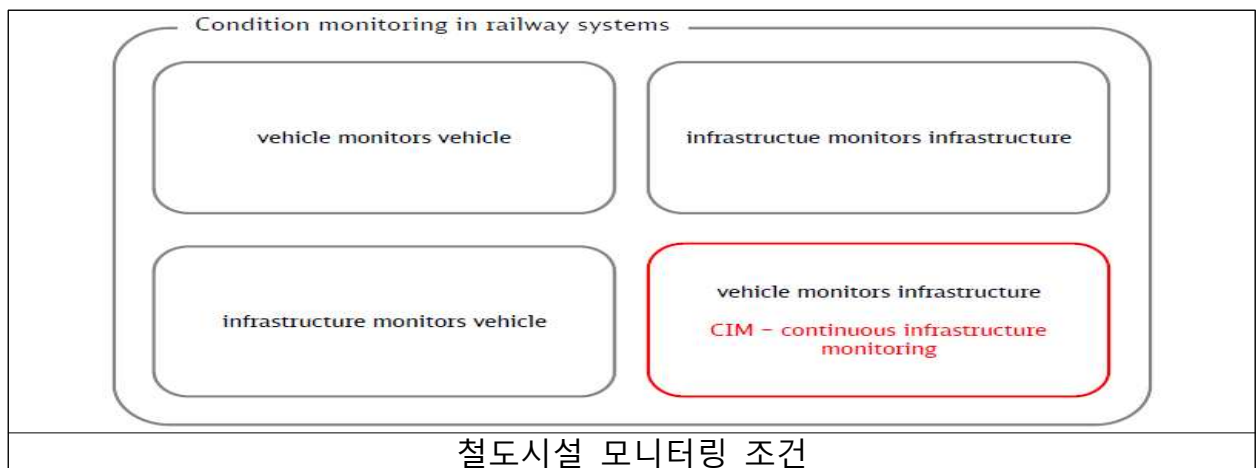 Condition monitoring in railway systems
vehicle monitors vehicle
infrastructue monitors infrastructure
infrastructure monitors vehicle
vehicle monitors infrastructure
CIM – continuous infrastructure
monitoring
철도시설 모니터링 조건